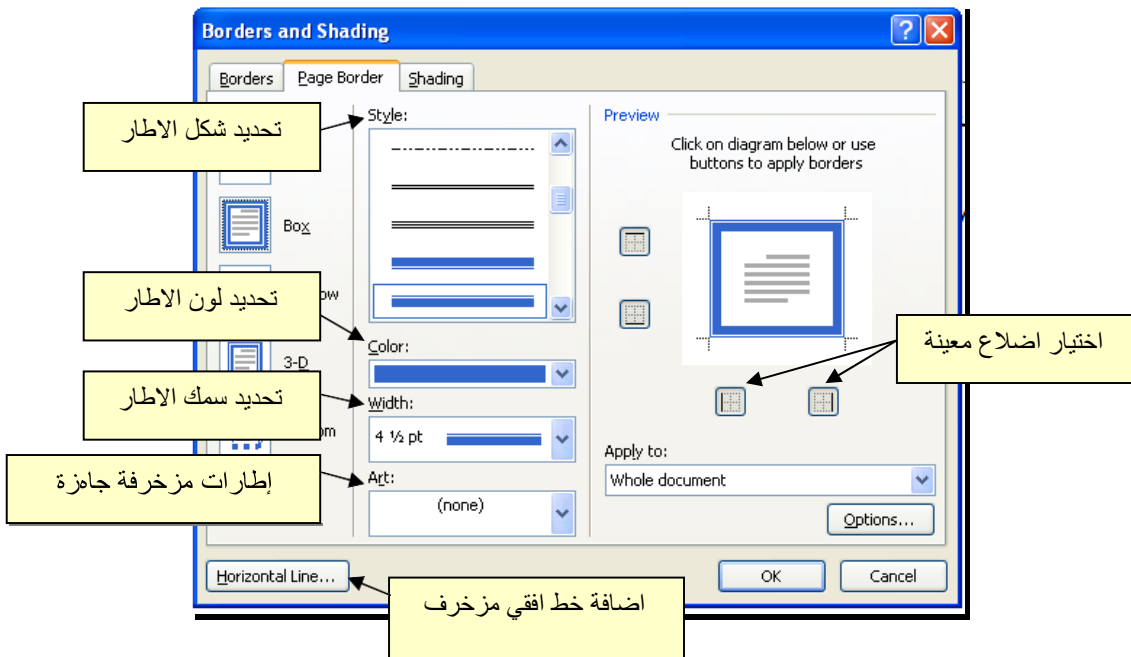 Borders and Shading
Borders
Page Border
Shading
تحديد شكل الاطار
Style:
Preview
Click on diagram below or use
buttons to apply borders
Box
تحديد لون الاطار
ow
اختيار اضلاع معينة
Color:
3-D
تحديد سمك الاطار
Width:
om
4 ½ pt
Apply to:
Whole document
إطارات مزخرفة جاهزة
Art:
(none)
Options...
Horizontal Line...
OK
Cancel
اضافة خط افقي مزخرف